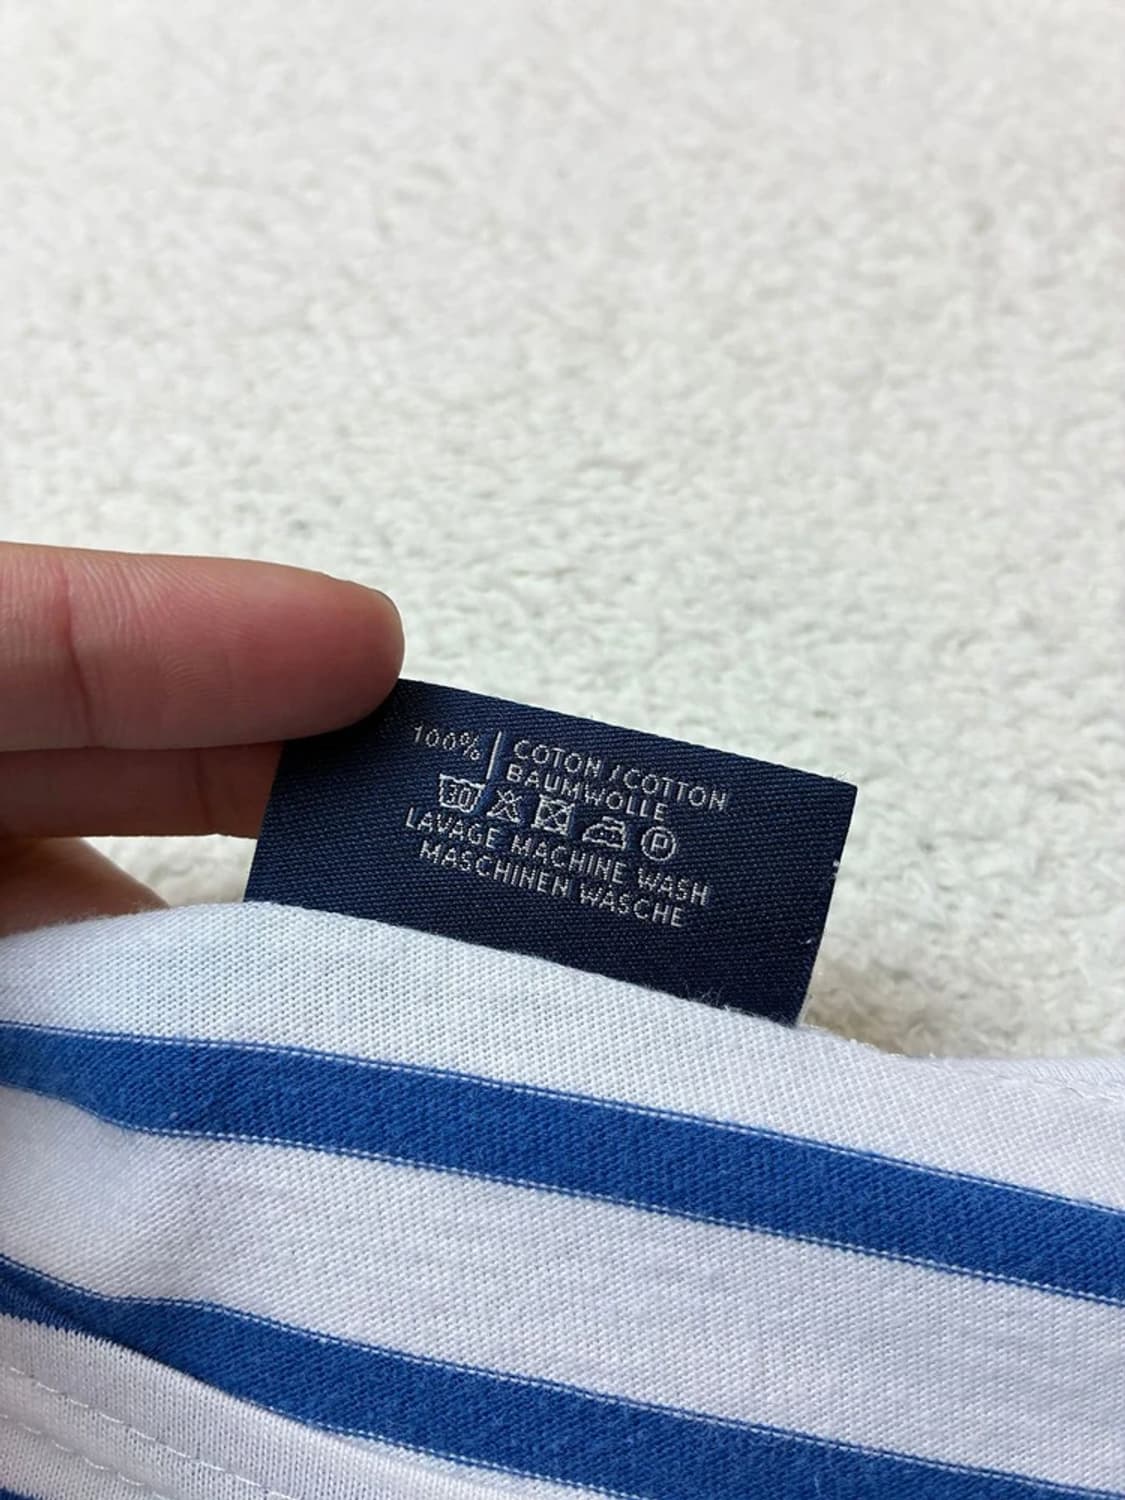 100% COTON / COTTON
BAUMWOLLE
30 P
LAVAGE MACHINE WASH
MASCHINEN WASCHE